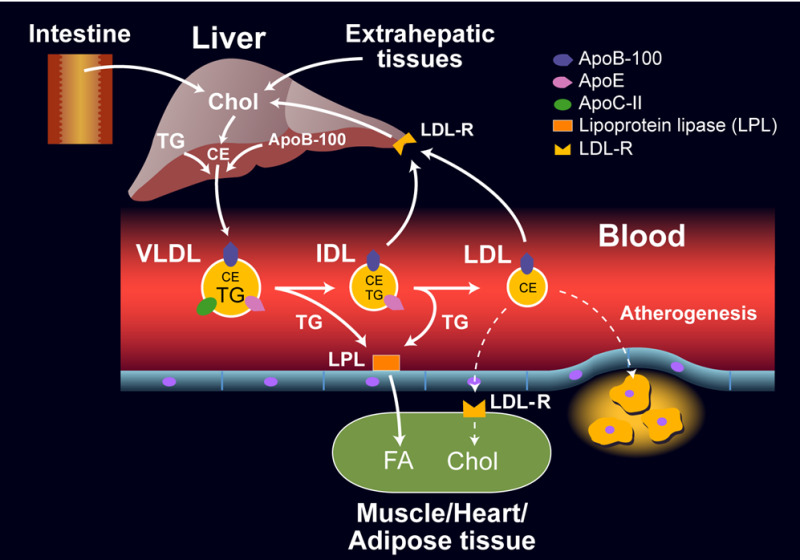 Intestine
Liver
Extrahepatic
tissues
ApoB-100
ApoE
ApoC-II
Lipoprotein lipase (LPL)
LDL-R
Chol
LDL-R
TG
CE
ApoB-100
VLDL
IDL
LDL
Blood
CE
TG
CE
TG
CE
TG
TG
Atherogenesis
LPL
LDL-R
FA
Chol
Muscle/Heart/
Adipose tissue